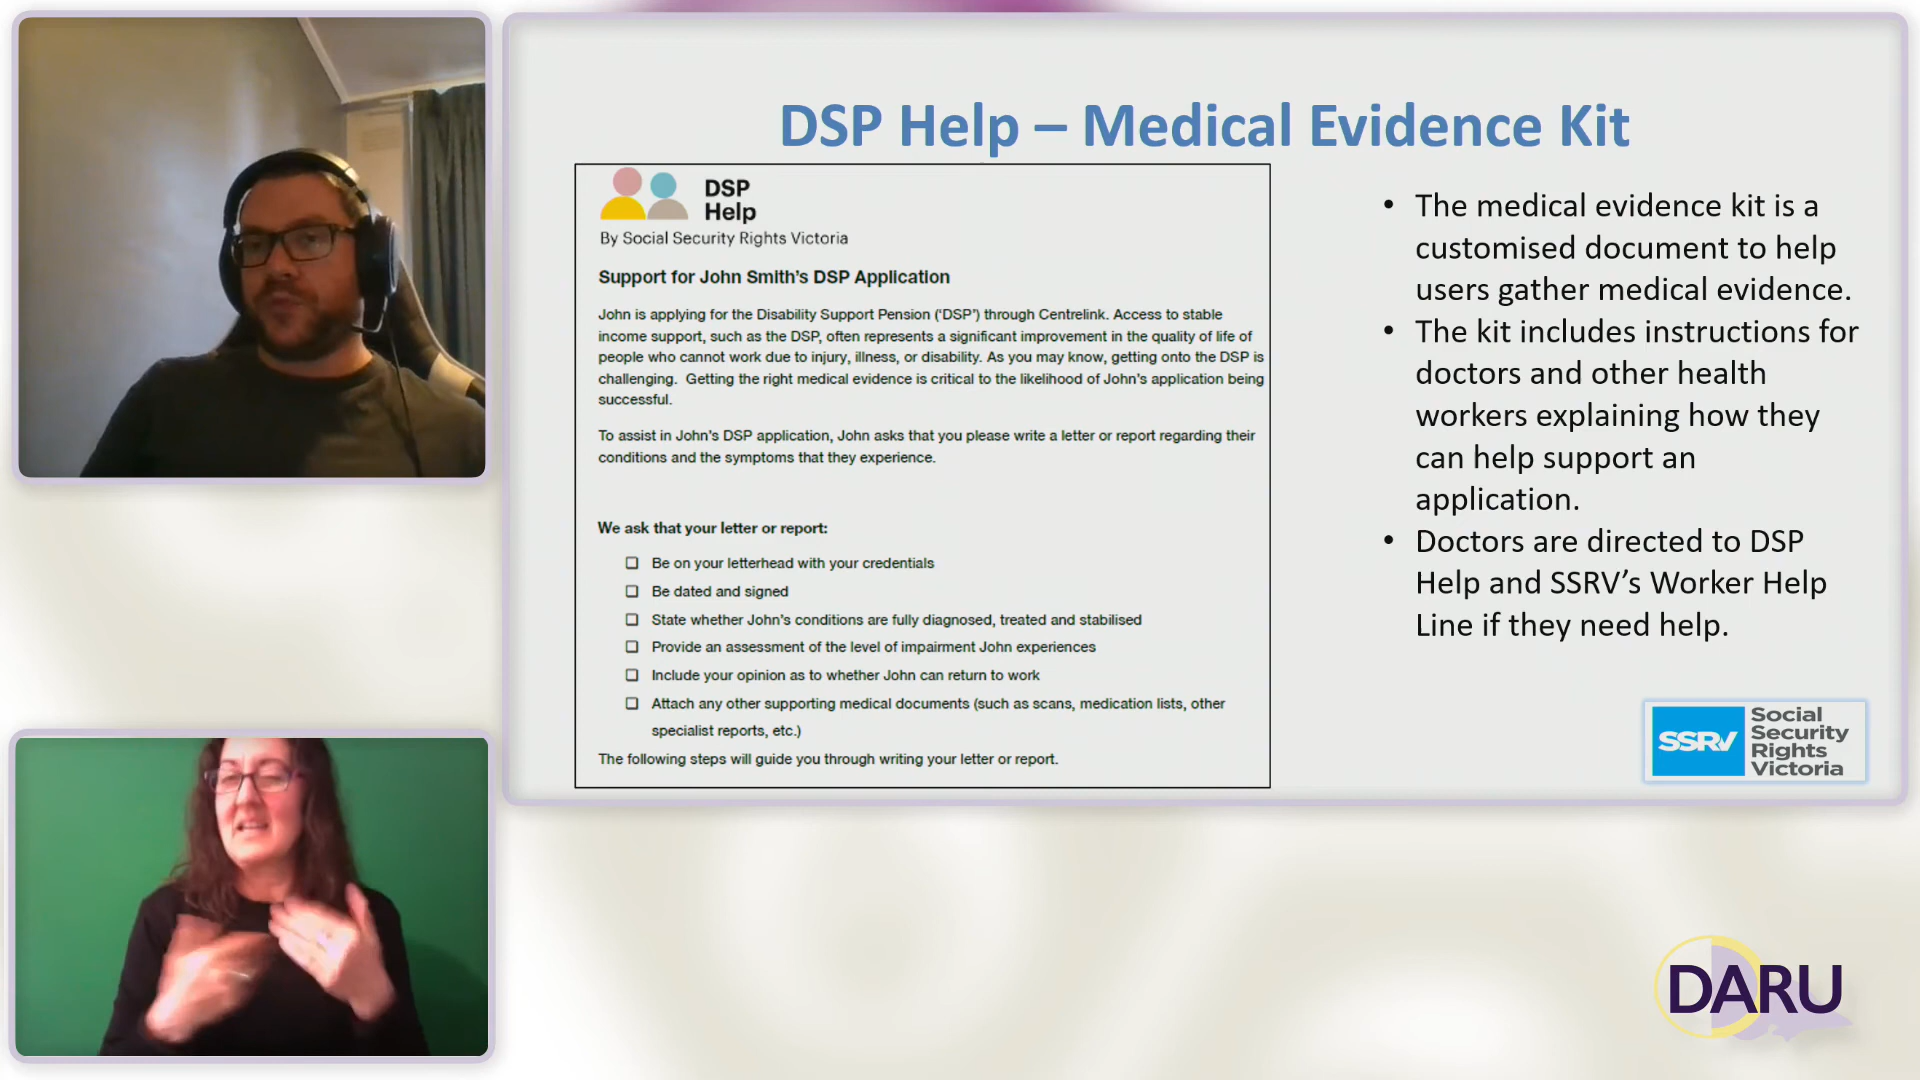 DSP Help – Medical Evidence Kit
DSP
Help
By Social Security Rights Victoria
Support for John Smith's DSP Application
John is applying for the Disability Support Pension ('DSP') through Centrelink. Access to stable
income support, such as the DSP, often represents a significant improvement in the quality of life of
people who cannot work due to injury, illness, or disability. As you may know, getting onto the DSP is
challenging. Getting the right medical evidence is critical to the likelihood of John's application being
successful.
To assist in John's DSP application, John asks that you please write a letter or report regarding their
conditions and the symptoms that they experience.
We ask that your letter or report:
❑ Be on your letterhead with your credentials
❑ Be dated and signed
❑ State whether John's conditions are fully diagnosed, treated and stabilised
❑ Provide an assessment of the level of impairment John experiences
❑ Include your opinion as to whether John can return to work
❑ Attach any other supporting medical documents (such as scans, medication lists, other
specialist reports, etc.)
The following steps will guide you through writing your letter or report.
• The medical evidence kit is a
customised document to help
users gather medical evidence.
• The kit includes instructions for
doctors and other health
workers explaining how they
can help support an
application.
• Doctors are directed to DSP
Help and SSRV’s Worker Help
Line if they need help.
SSRV
Social
Security
Rights
Victoria
DARU